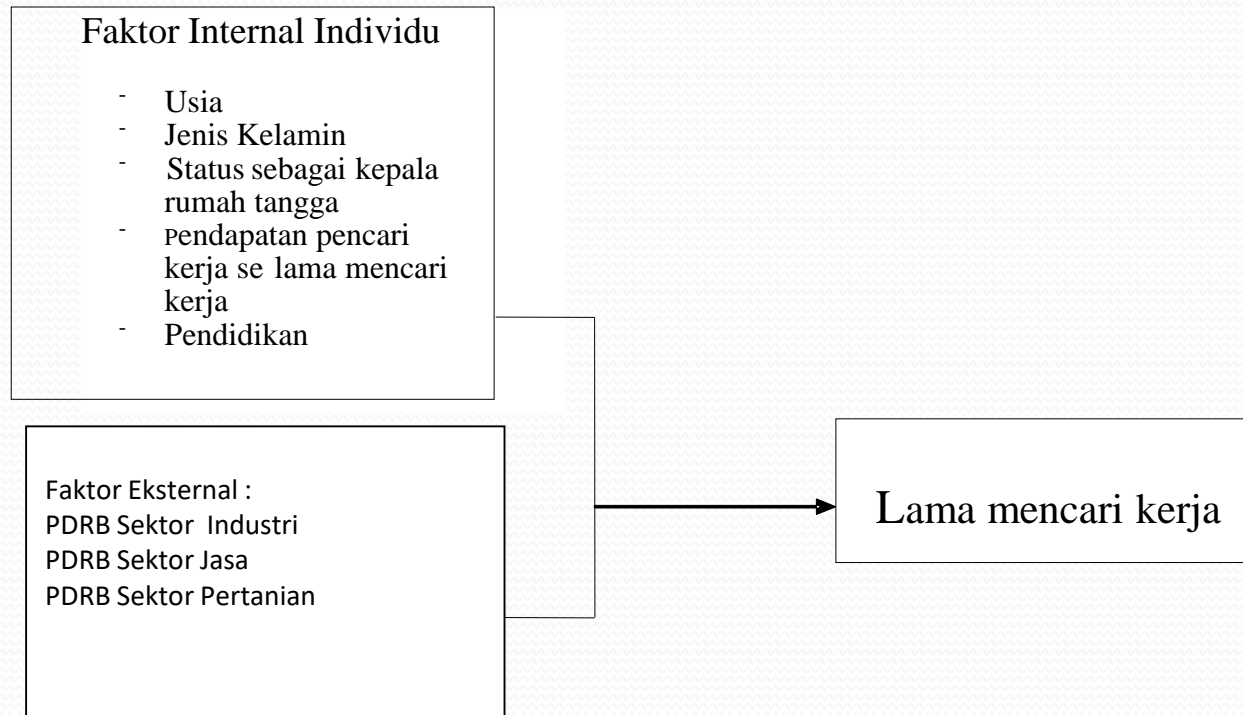 Faktor Internal Individu
- Usia
- Jenis Kelamin
- Status sebagai kepala
rumah tangga
- Pendapatan pencari
kerja se lama mencari
kerja
- Pendidikan
Faktor Eksternal :
PDRB Sektor Industri
PDRB Sektor Jasa
PDRB Sektor Pertanian
Lama mencari kerja